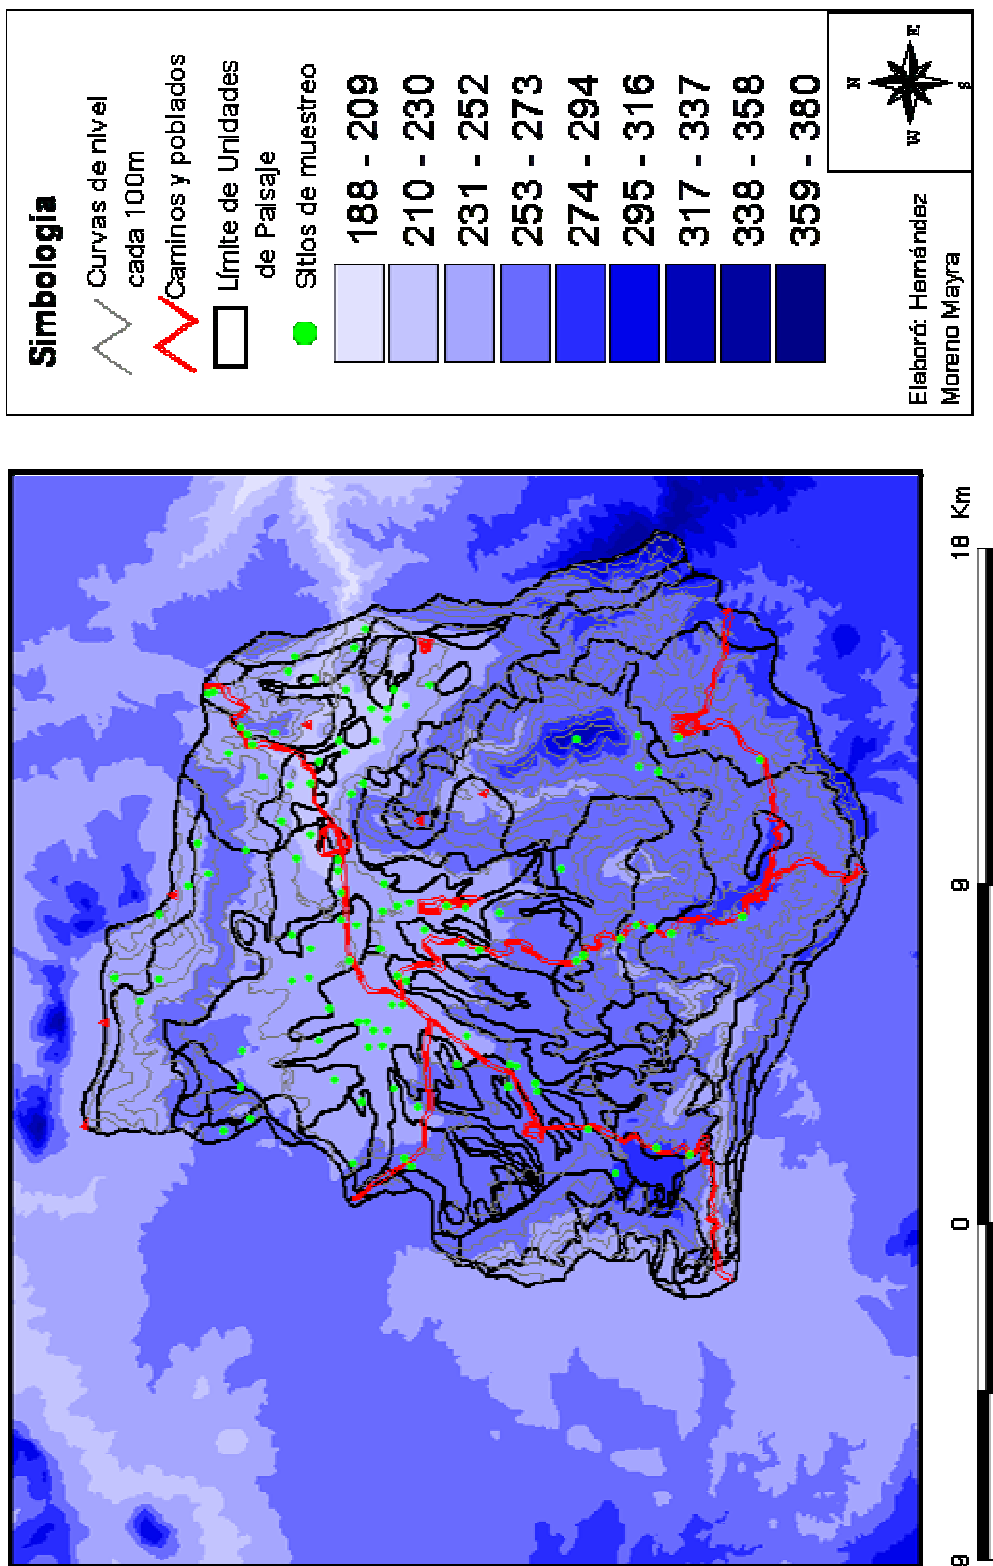 Simbología
Curvas de nivel
cada 100m
Caminos y poblados
Límite de Unidades
de Paisaje
Sitios de muestreo
188 - 209
210 - 230
231 - 252
253 - 273
274 - 294
295 - 316
317 - 337
338 - 358
359 - 380
Elaboró: Hernández
Moreno Mayra
N
W
E
S
9
0
9
18 Km